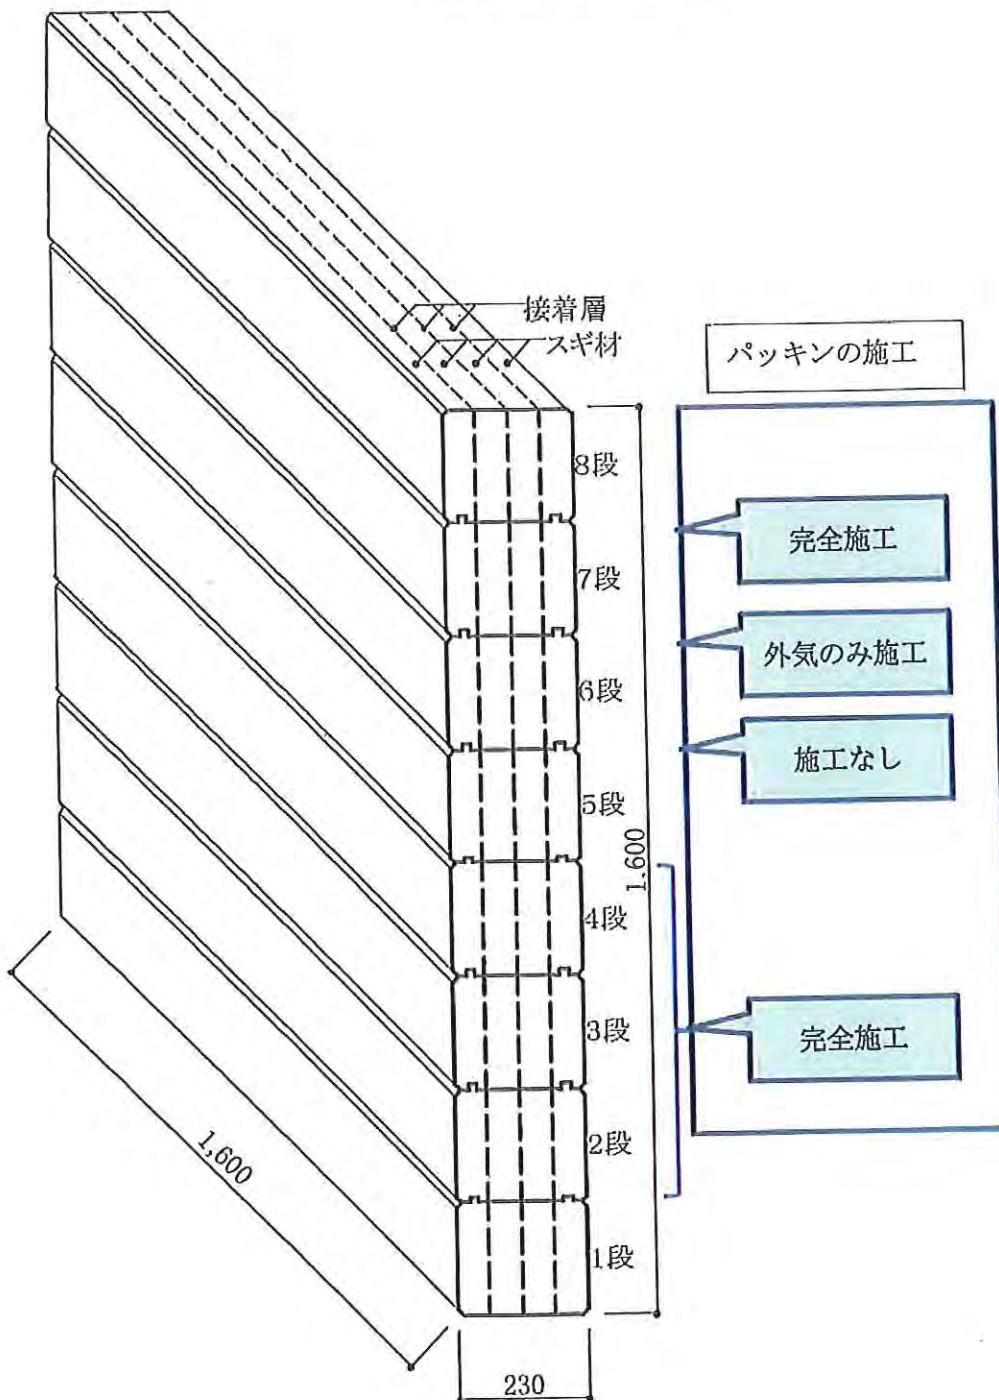 接着層
スギ材
パッキンの施工
8段
完全施工
7段
外気のみ施工
6段
施工なし
5段
1.600
4段
3段
完全施工
2段
1,600
1段
230